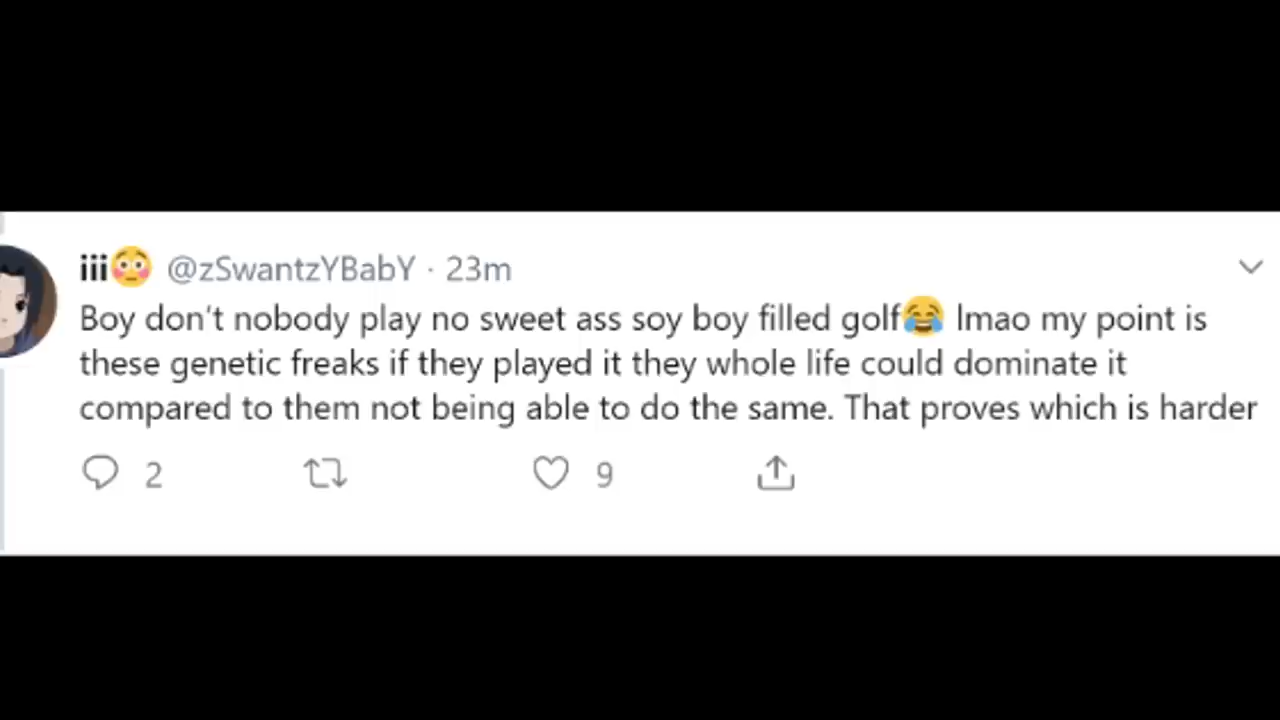 iii😳 @zSwantzYBabY · 23m
Boy don't nobody play no sweet ass soy boy filled golf😂 lmao my point is
these genetic freaks if they played it they whole life could dominate it
compared to them not being able to do the same. That proves which is harder
2 9